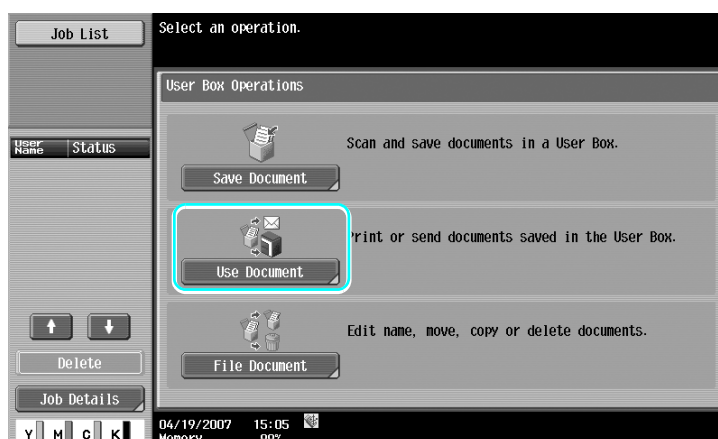 Job List
Select an operation.
User Box Operations
User Name Status
Scan and save documents in a User Box.
Save Document
Print or send documents saved in the User Box.
Use Document
Edit name, move, copy or delete documents.
File Document
Delete
Job Details
04/19/2007 15:05
Y M C K
Memory 00%